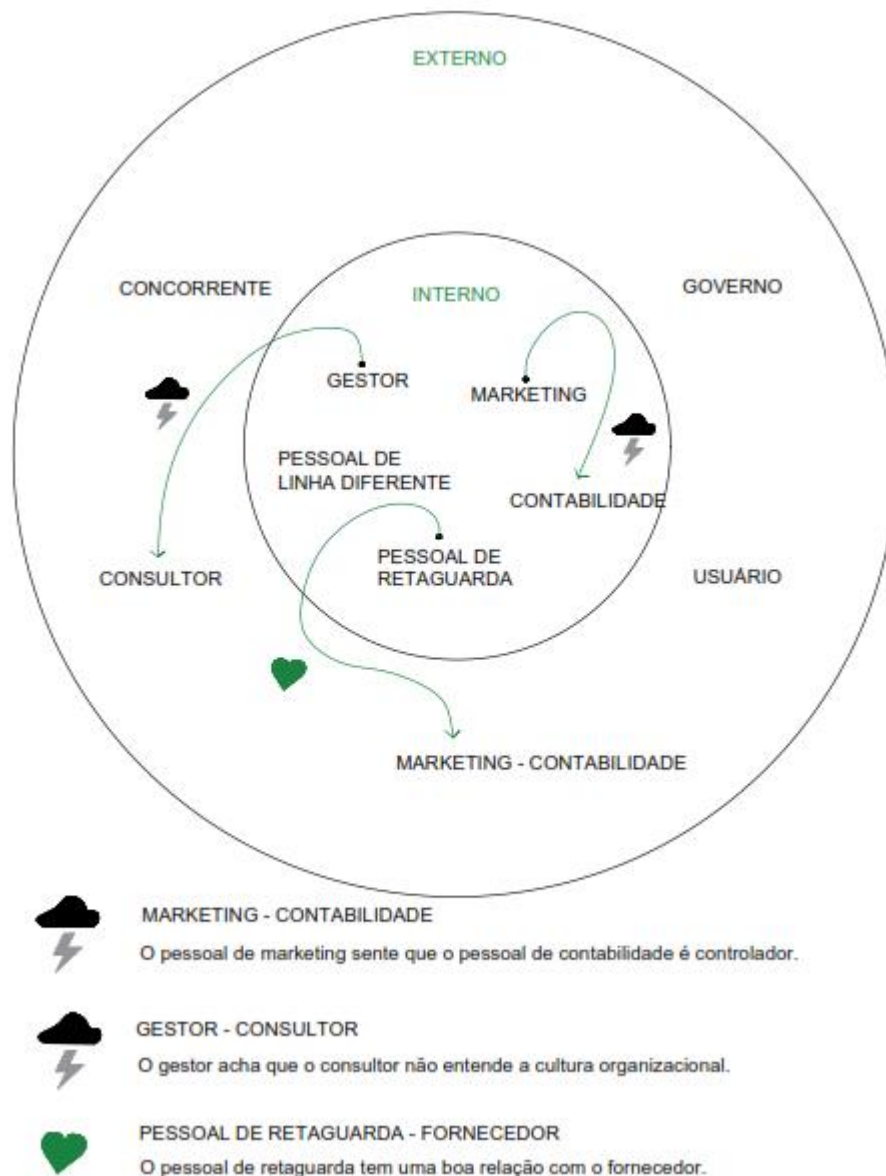 EXTERNO
CONCORRENTE
GOVERNO
INTERNO
GESTOR
MARKETING
PESSOAL DE
LINHA DIFERENTE
CONTABILIDADE
PESSOAL DE
RETAGUARDA
CONSULTOR
USUÁRIO
MARKETING - CONTABILIDADE
MARKETING - CONTABILIDADE
O pessoal de marketing sente que o pessoal de contabilidade é controlador.
GESTOR - CONSULTOR
O gestor acha que o consultor não entende a cultura organizacional.
PESSOAL DE RETAGUARDA - FORNECEDOR
O pessoal de retaguarda tem uma boa relação com o fornecedor.